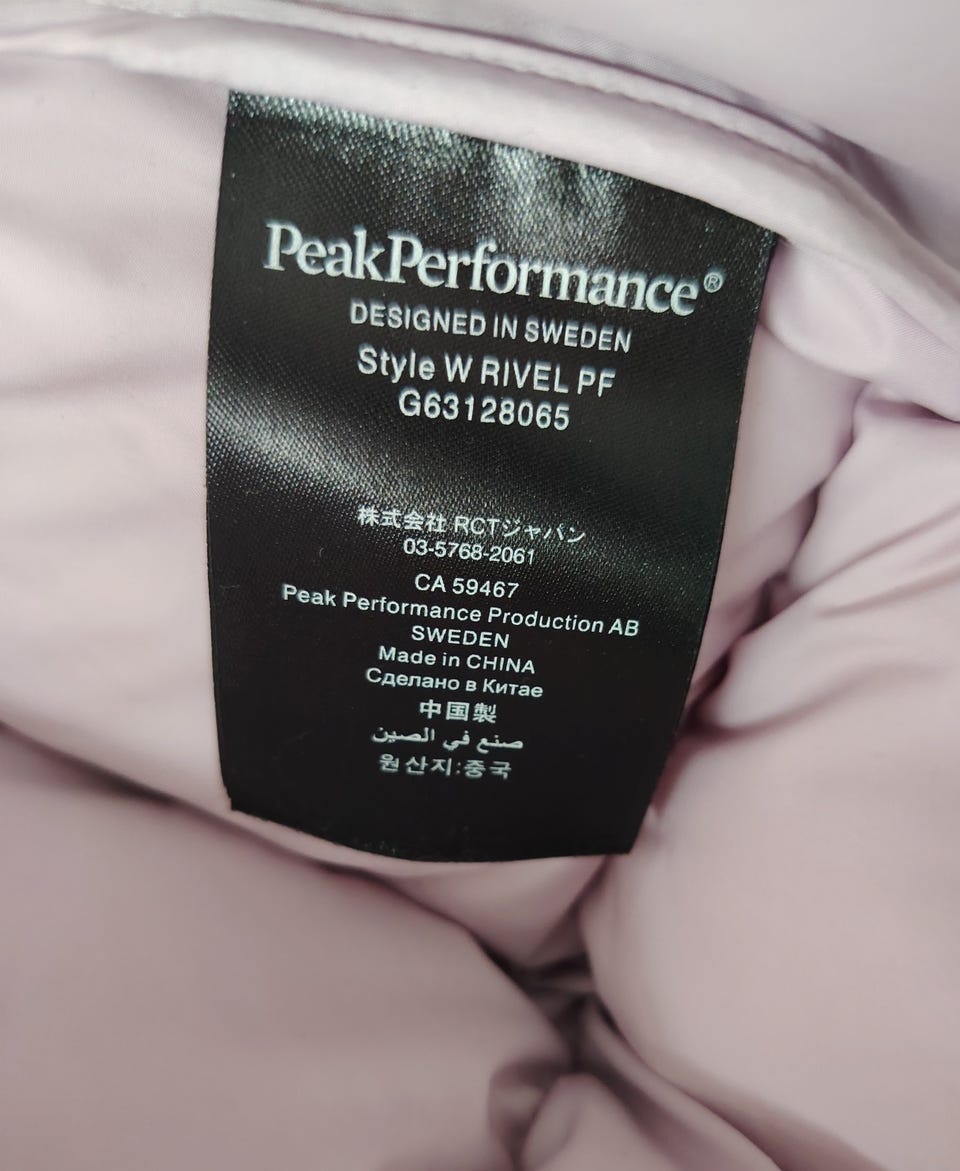 PeakPerformance®
DESIGNED IN SWEDEN
Style W RIVEL PF
G63128065
株式会社 RCTジャパン
03-5768-2061
CA 59467
Peak Performance Production AB
SWEDEN
Made in CHINA
Сделано в Китае
中国製
صنع في الصين
원산지:중국